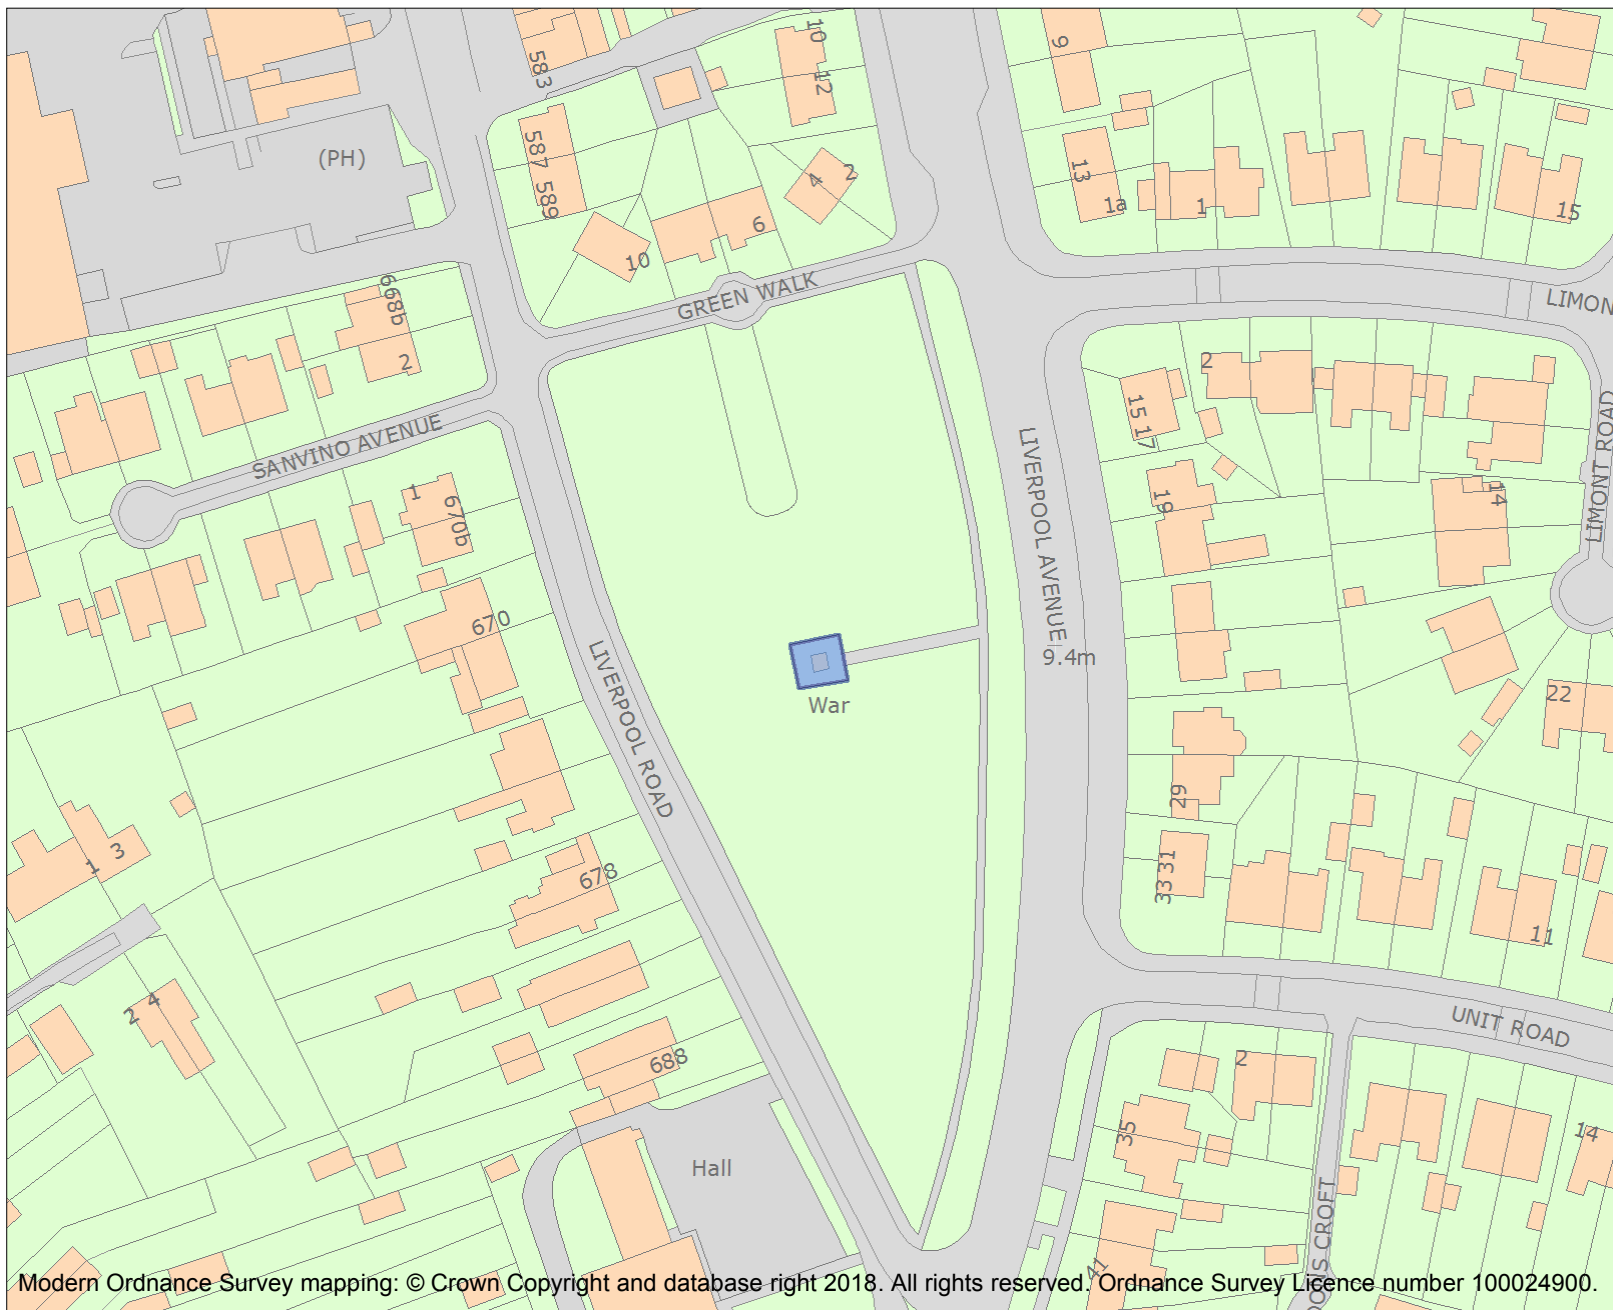 10
12
583
9
(PH)
587
589
4
2
13
1a
1
15
6
10
GREEN WALK
668b
2
LIMON
2
15 17
LIMONT ROAD
SANVINO AVENUE
1
670b
LIVERPOOL AVENUE
19
14
670
9.4m
LIVERPOOL ROAD
War
22
29
1
3
678
31
33
11
2
4
688
UNIT ROAD
2
35
14
Hall
OONS CROFT
41
Modern Ordnance Survey mapping: © Crown Copyright and database right 2018. All rights reserved. Ordnance Survey Licence number 100024900.